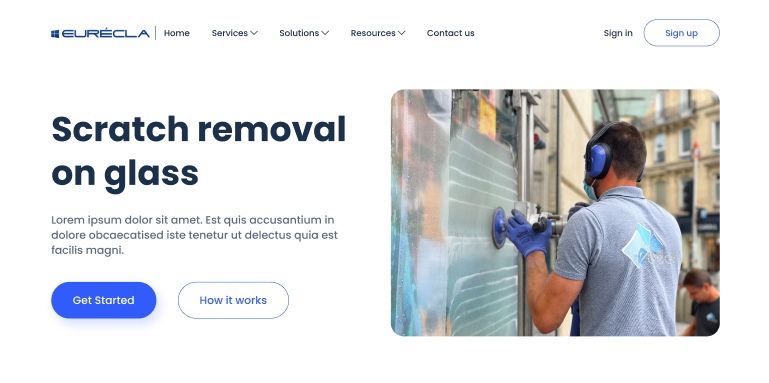 EURÉCLA
Home
Services
Solutions
Resources
Contact us
Sign in
Sign up
Scratch removal
on glass
Lorem ipsum dolor sit amet. Est quis accusantium in
dolore obcaecatised iste tenetur ut delectus quia est
facilis magni.
Get Started
How it works